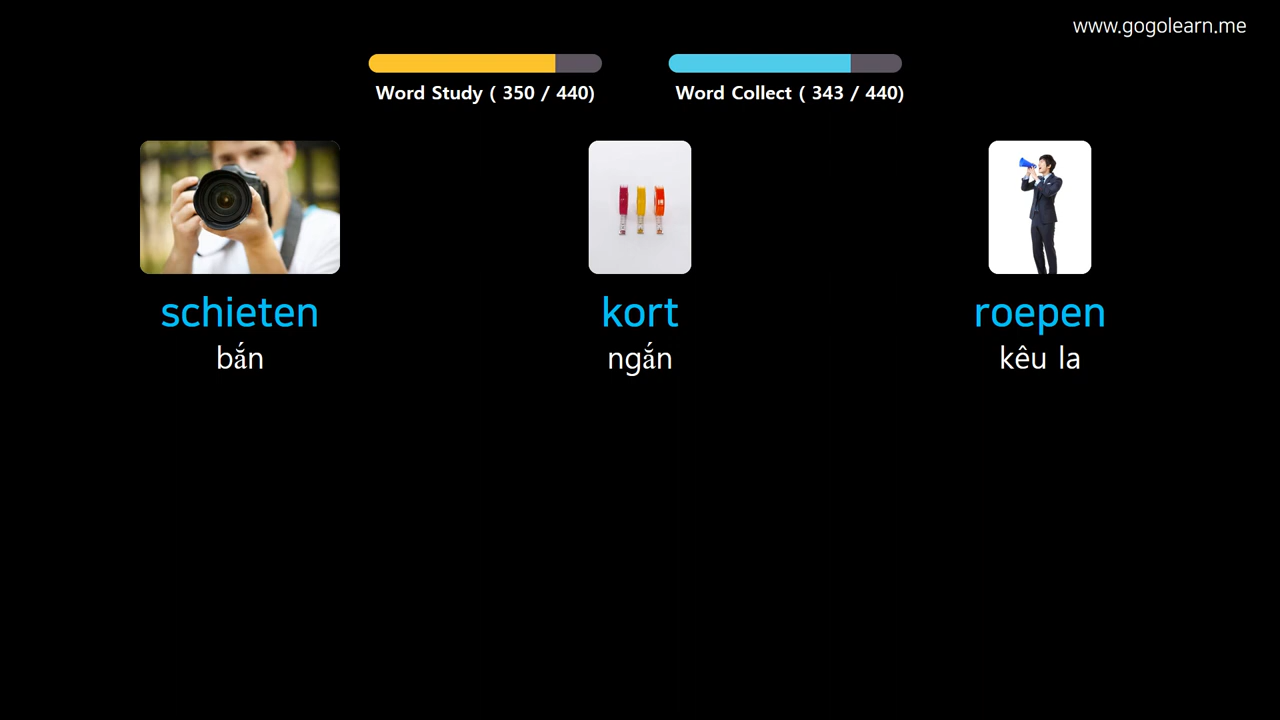 www.gogolearn.me
Word Study ( 350 / 440)
Word Collect ( 343 / 440)
schieten
kort
roepen
bắn
ngắn
kêu la